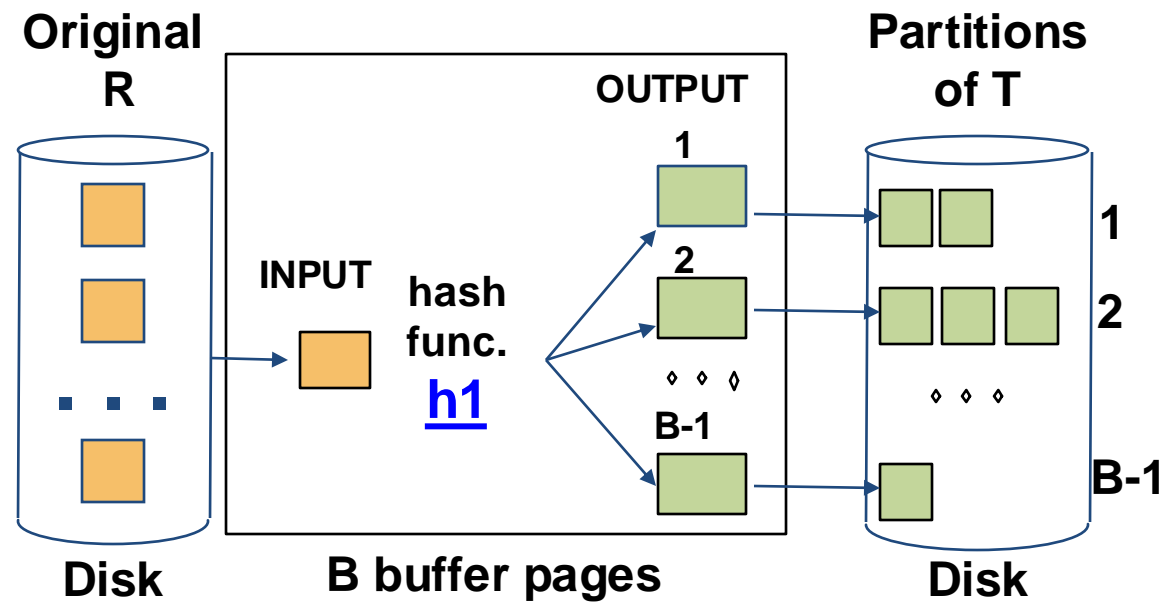 Original
R
Partitions
of T
OUTPUT
1
INPUT
hash
func.
h1
2
B-1
1
2
B-1
Disk
B buffer pages
Disk